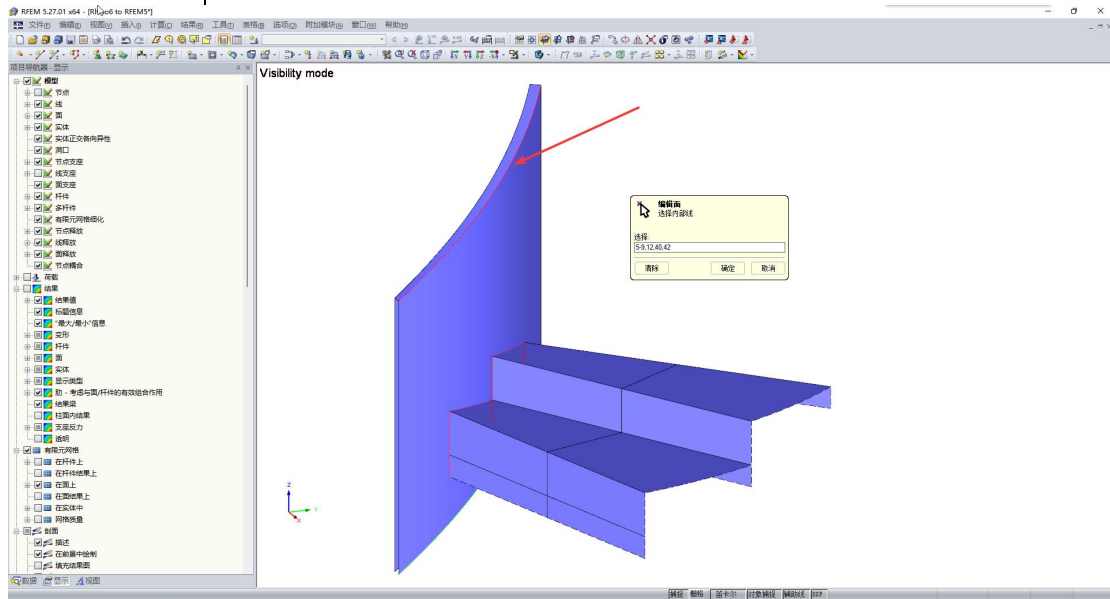 RFEM 5.27.01 x64 - [Rhino6 to RFEM5*]
文件(F) 编辑(E) 视图(V) 插入(I) 计算(C) 结果(R) 工具(T) 表格(B) 选项(O) 附加模块(A) 窗口(W) 帮助(H)
项目导航器 - 显示
Visibility mode
模型
节点
线
面
实体
实体正交各向异性
洞口
节点支座
线支座
面支座
杆件
多杆件
有限元网格细化
节点释放
线释放
面释放
节点耦合
荷载
结果
结果值
标题信息
"最大/最小"信息
变形
杆件
面
实体
显示类型
肋 - 考虑与面/杆件的有效组合作用
结果梁
柱面内结果
支座反力
透明
有限元网格
在杆件上
在杆件结果上
在面上
在面结果上
在实体中
网格质量
剖面
描述
在前景中绘制
填充结果图
数据 显示 视图
编辑面
选择内部线
选择:
5-9,12,40,42
清除 确定 取消
Z
Y
X
捕捉 栅格 笛卡尔 对象捕捉 辅助线 DXF